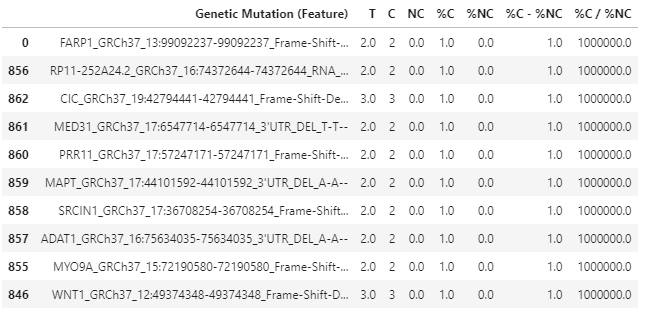 Genetic Mutation (Feature) T C NC %C %NC %C - %NC %C / %NC
0 FARP1_GRCh37_13:99092237-99092237_Frame-Shift-... 2.0 2 0.0 1.0 0.0 1.0 1000000.0
856 RP11-252A24.2_GRCh37_16:74372644-74372644_RNA_... 2.0 2 0.0 1.0 0.0 1.0 1000000.0
862 CIC_GRCh37_19:42794441-42794441_Frame-Shift-De... 3.0 3 0.0 1.0 0.0 1.0 1000000.0
861 MED31_GRCh37_17:6547714-6547714_3'UTR_DEL_T-T-- 2.0 2 0.0 1.0 0.0 1.0 1000000.0
860 PRR11_GRCh37_17:57247171-57247171_Frame-Shift-... 2.0 2 0.0 1.0 0.0 1.0 1000000.0
859 MAPT_GRCh37_17:44101592-44101592_3'UTR_DEL_A-A-- 2.0 2 0.0 1.0 0.0 1.0 1000000.0
858 SRCIN1_GRCh37_17:36708254-36708254_Frame-Shift... 2.0 2 0.0 1.0 0.0 1.0 1000000.0
857 ADAT1_GRCh37_16:75634035-75634035_3'UTR_DEL_A-A-- 2.0 2 0.0 1.0 0.0 1.0 1000000.0
855 MYO9A_GRCh37_15:72190580-72190580_Frame-Shift-... 2.0 2 0.0 1.0 0.0 1.0 1000000.0
846 WNT1_GRCh37_12:49374348-49374348_Frame-Shift-D... 3.0 3 0.0 1.0 0.0 1.0 1000000.0